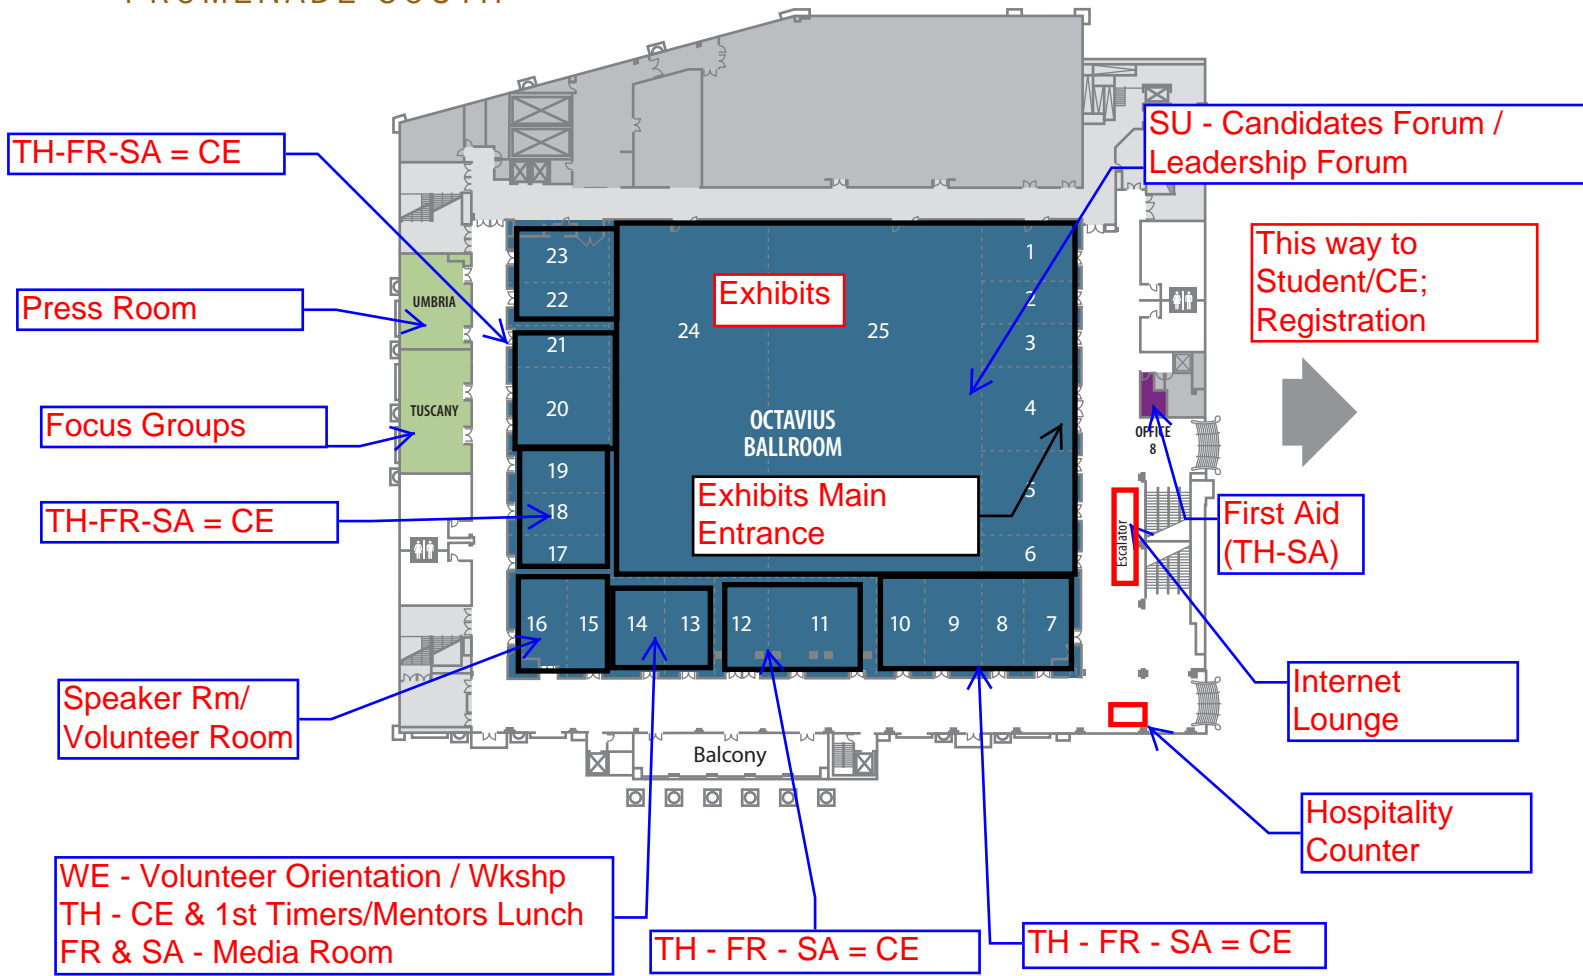 PROMENADE SOUTH
TH-FR-SA = CE
SU - Candidates Forum /
Leadership Forum
This way to
Student/CE;
Registration
Press Room
UMBRIA
23
22
Exhibits
24
25
1
2
3
21
20
4
TUSCANY
Focus Groups
OCTAVIUS
BALLROOM
OFFICE
8
19
18
17
TH-FR-SA = CE
Exhibits Main
Entrance
5
6
Escalator
First Aid
(TH-SA)
16
15
14
13
12
11
10
9
8
7
Speaker Rm/
Volunteer Room
Internet
Lounge
Balcony
Hospitality
Counter
WE - Volunteer Orientation / Wkshp
TH - CE & 1st Timers/Mentors Lunch
FR & SA - Media Room
TH - FR - SA = CE
TH - FR - SA = CE